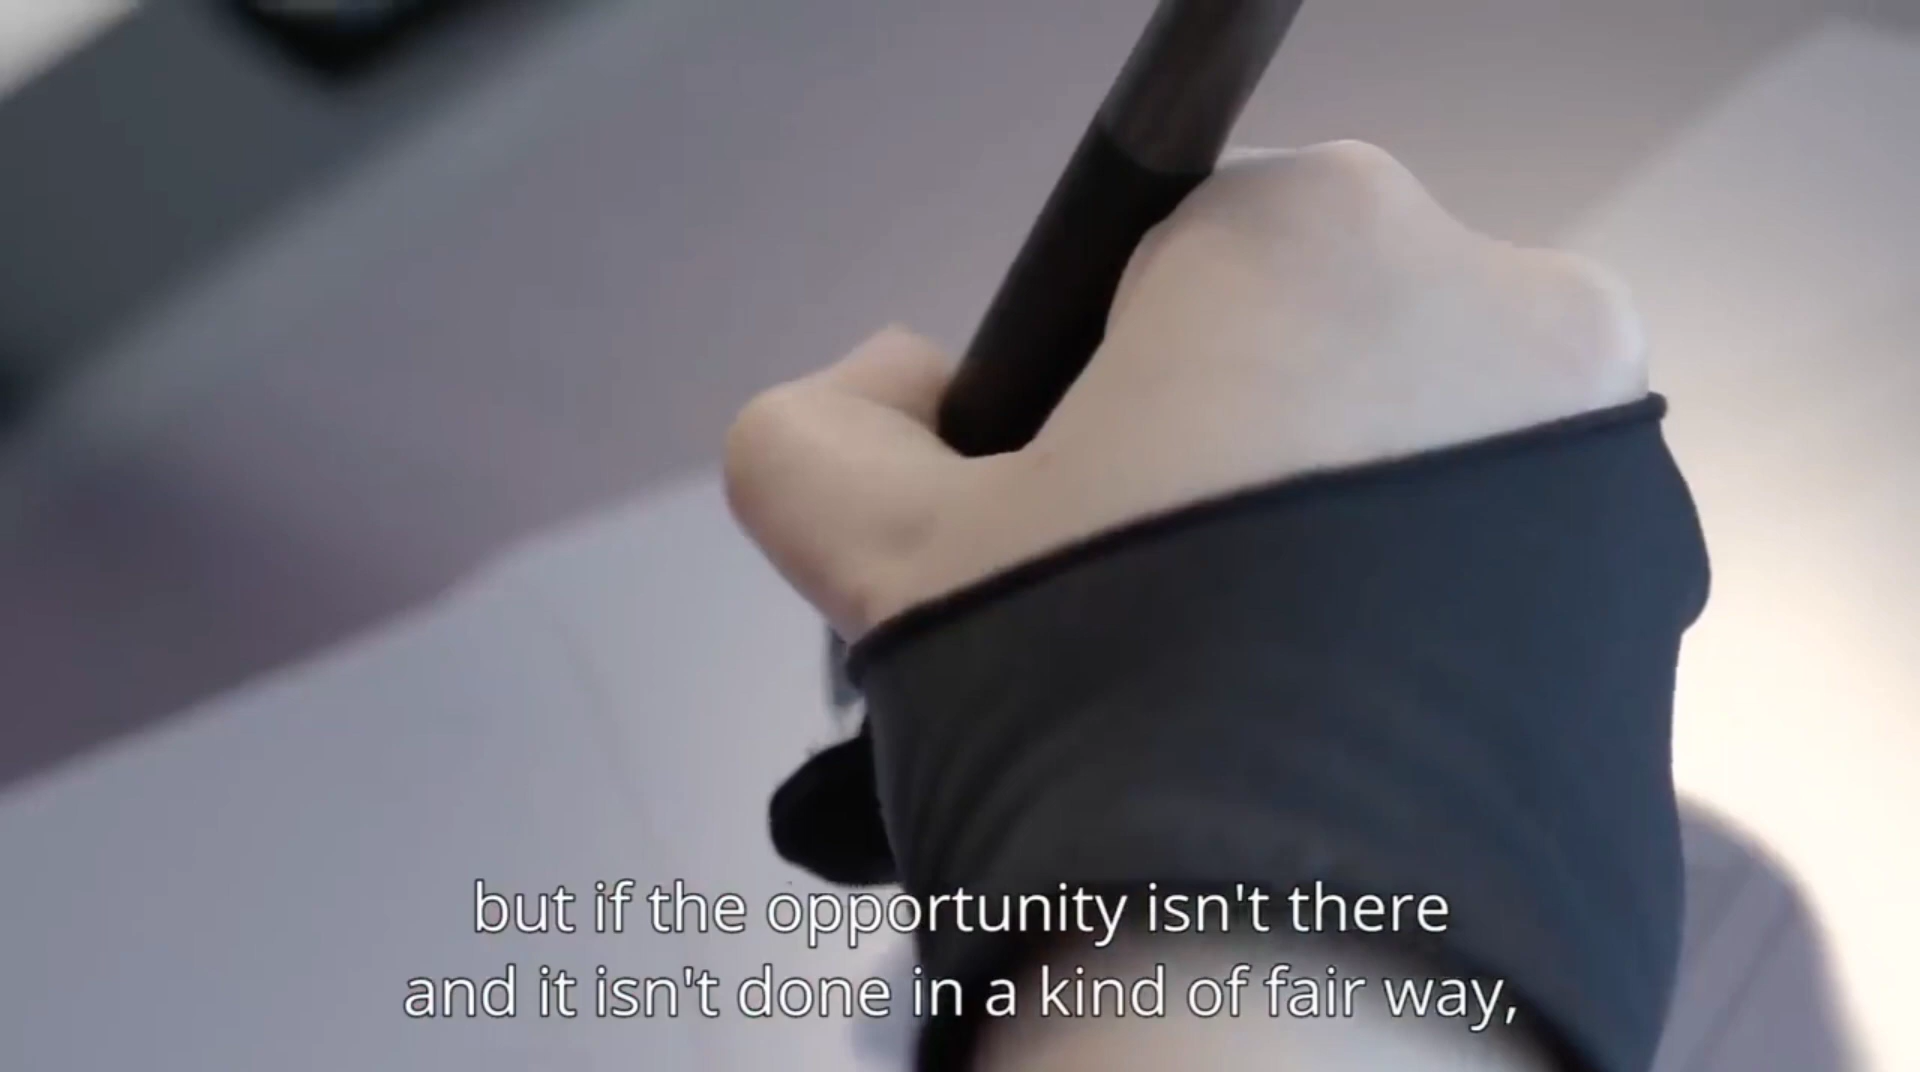 but if the opportunity isn't there
and it isn't done in a kind of fair way,